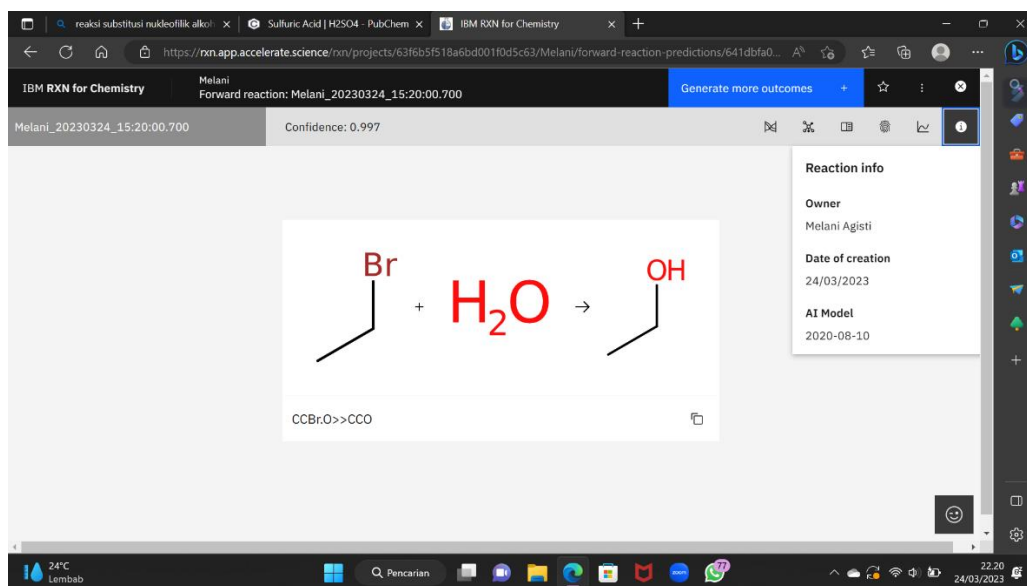 reaksi substitusi nukleofilik alkoh
Sulfuric Acid | H2SO4 - PubChem
IBM RXN for Chemistry
https://rxn.app.accelerate.science/rxn/projects/63f6b5f518a6bd001f0d5c63/Melani/forward-reaction-predictions/641dbfa0...
IBM RXN for Chemistry
Melani
Forward reaction: Melani_20230324_15:20:00.700
Generate more outcomes +
Melani_20230324_15:20:00.700
Confidence: 0.997
Reaction info
Owner
Melani Agisti
Date of creation
24/03/2023
AI Model
2020-08-10
Br
+
H₂O
→
OH
CCBr.O>>CCO
24°C
Lembab
Pencarian
zoom
77
22.20
24/03/2023